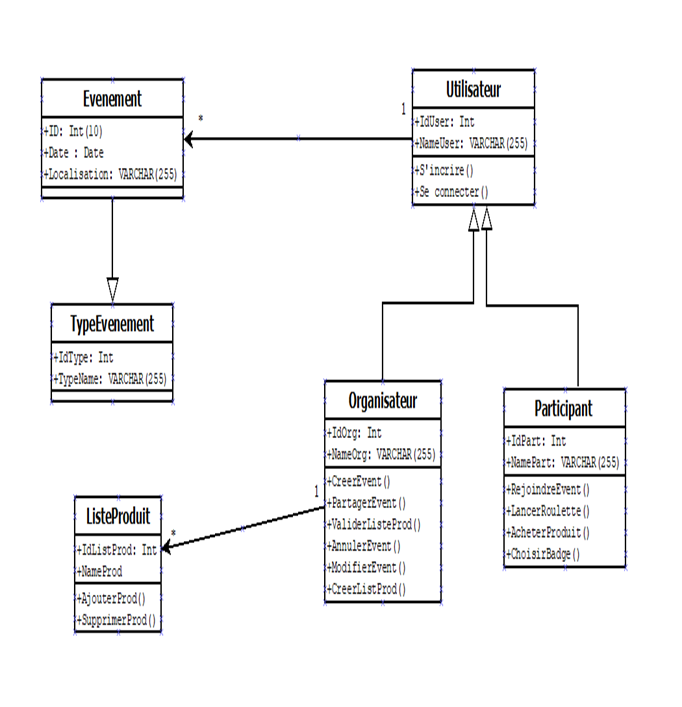 Evenement
+ID: Int(10)
+Date : Date
+Localisation: VARCHAR(255)
*
1
Utilisateur
+IdUser: Int
+NameUser: VARCHAR(255)
+S'incrire()
+Se connecter()
TypeEvenement
+IdType: Int
+TypeName: VARCHAR(255)
Organisateur
+IdOrg: Int
+NameOrg: VARCHAR(255)
+CreerEvent()
+PartagerEvent()
+ValiderListeProd()
+AnnulerEvent()
+ModifierEvent()
+CreerListProd()
Participant
+IdPart: Int
+NamePart: VARCHAR(255)
+RejoindreEvent()
+LancerRoulette()
+AcheterProduit()
+ChoisirBadge()
1
*
ListeProduit
+IdListProd: Int
+NameProd
+AjouterProd()
+SupprimerProd()